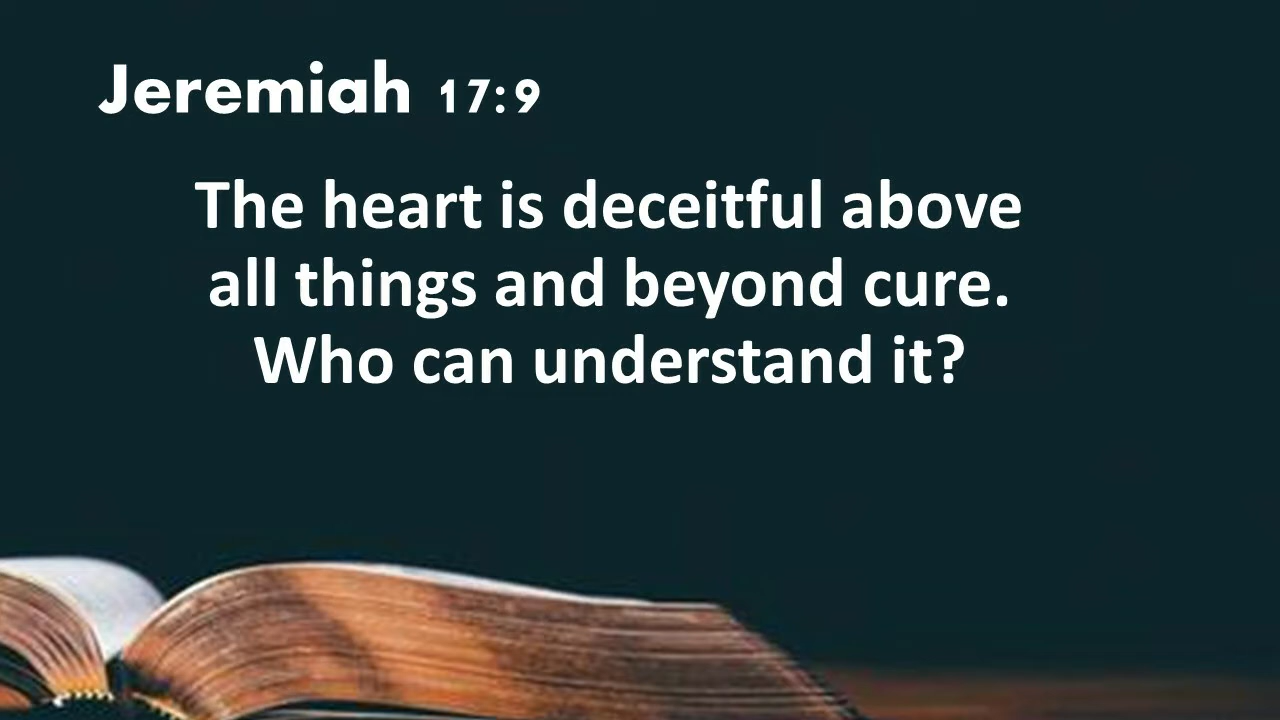 Jeremiah 17:9
The heart is deceitful above
all things and beyond cure.
Who can understand it?